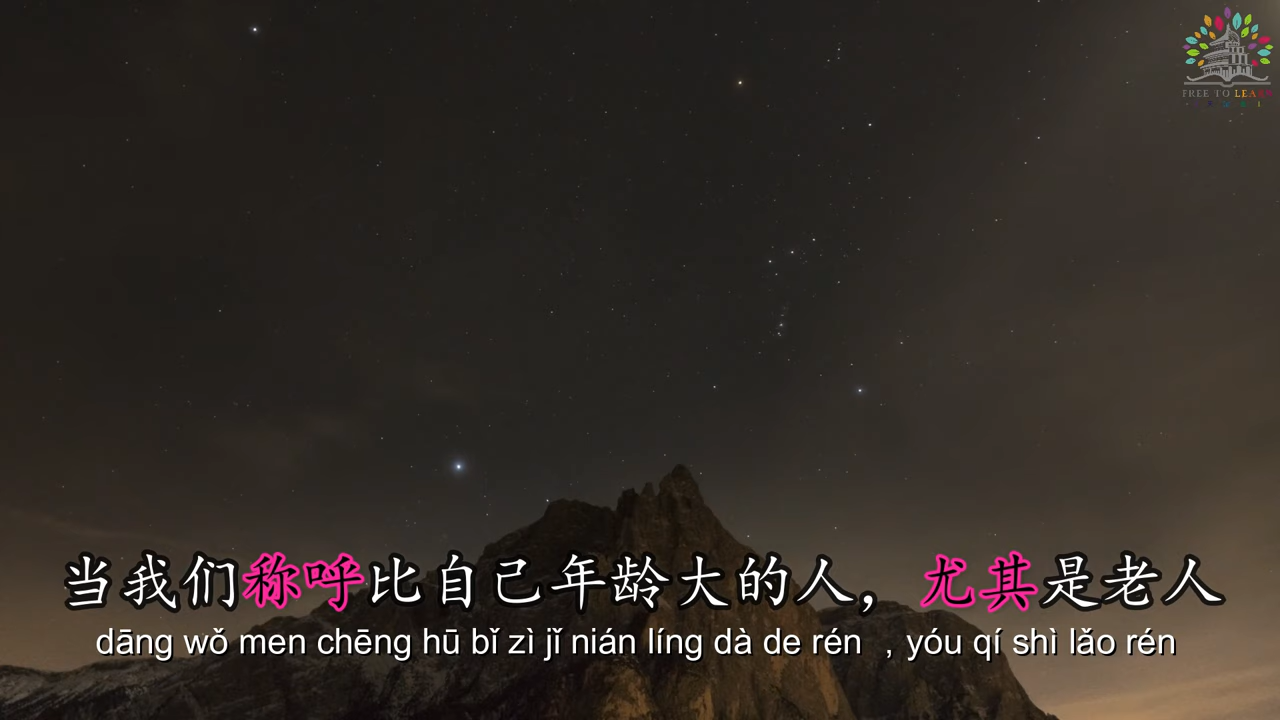 FREE TO LEARN
当我们称呼比自己年龄大的人，尤其是老人
dāng wǒ men chēng hū bǐ zì jǐ nián líng dà de rén ，yóu qí shì lǎo rén